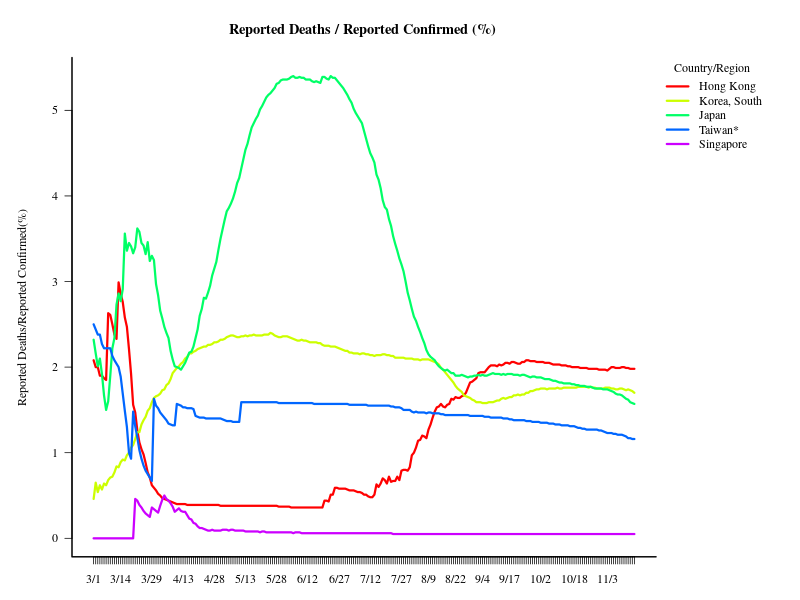 Reported Deaths / Reported Confirmed (%)
Country/Region
Hong Kong
Korea, South
Japan
Taiwan*
Singapore
Reported Deaths/Reported Confirmed(%)
5
4
3
2
1
0
3/1 3/14 3/29 4/13 4/28 5/13 5/28 6/12 6/27 7/12 7/27 8/9 8/22 9/4 9/17 10/2 10/18 11/3